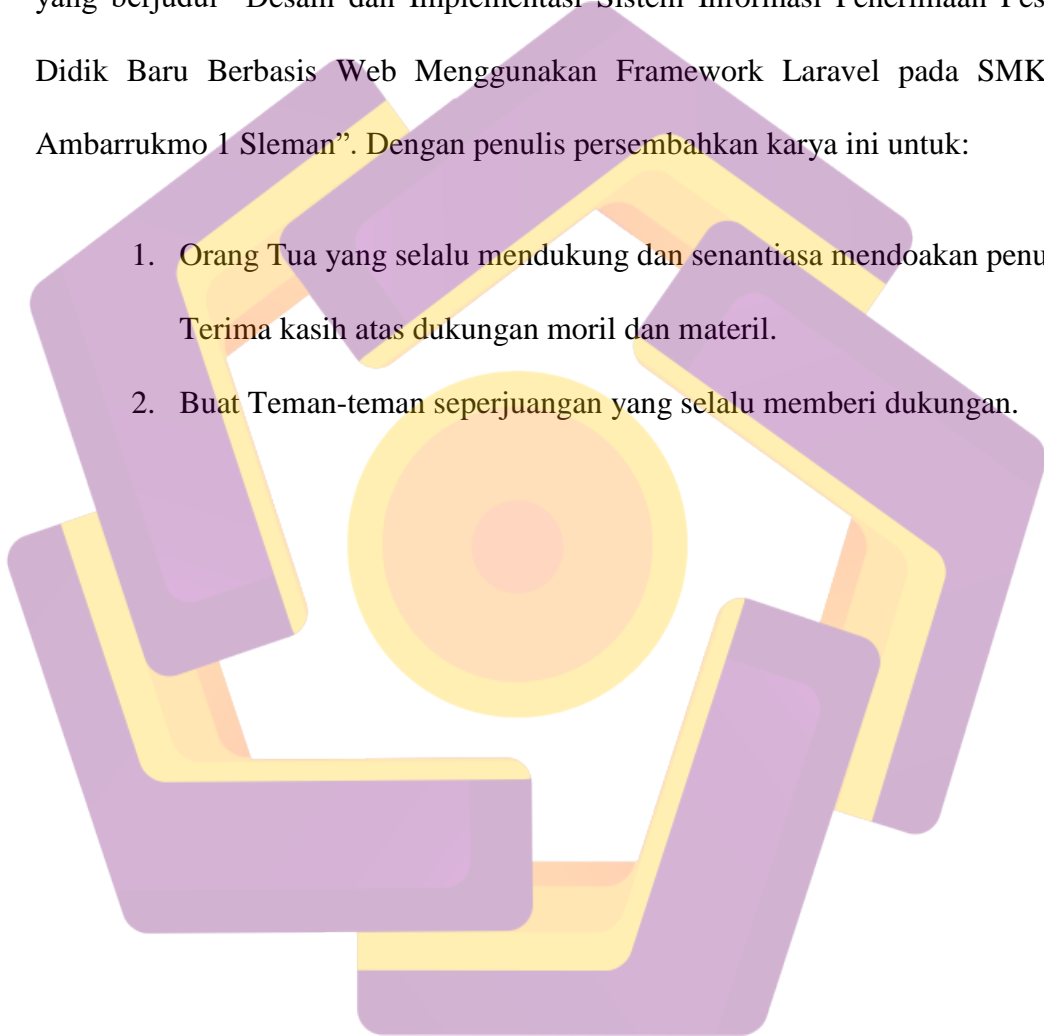 yang berjudul “Desain dan Implementasi Sistem Informasi Penerimaan
Didik Baru Berbasis Web Menggunakan Framework Laravel pada SMK
Ambarrukmo 1 Sleman”. Dengan penulis persembahkan karya ini untuk:
1. Orang Tua yang selalu mendukung dan senantiasa mendoakan
Terima kasih atas dukungan moril dan materil.
2. Buat Teman-teman seperjuangan yang selalu memberi dukungan.